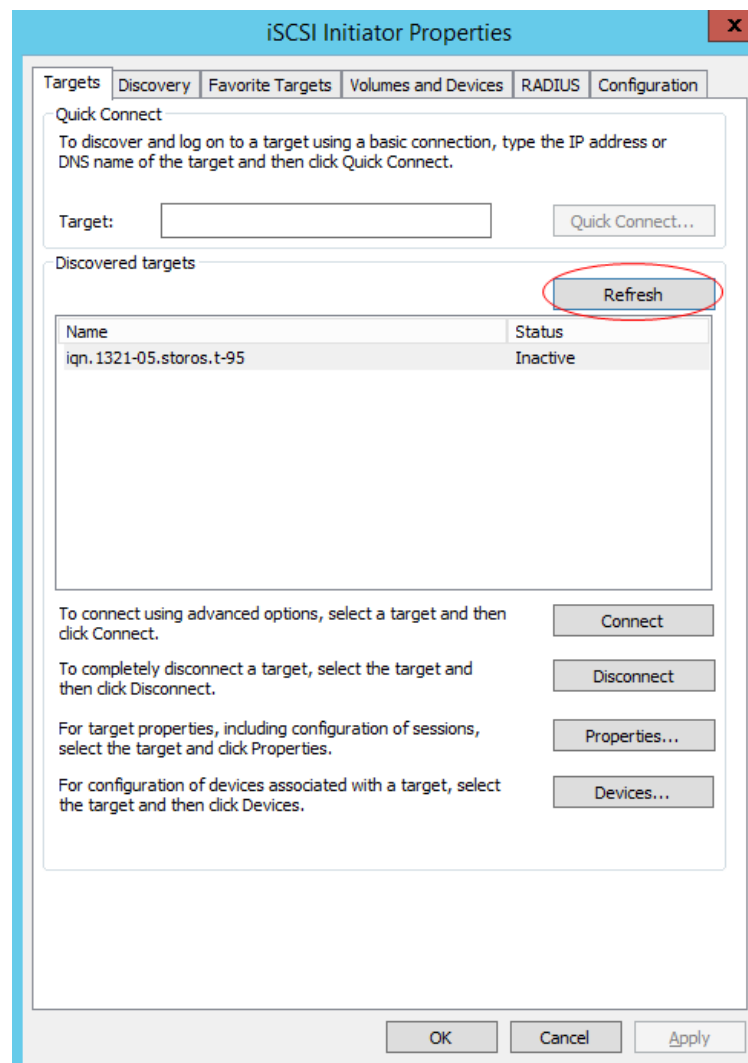 iSCSI Initiator Properties
x
Targets Discovery Favorite Targets Volumes and Devices RADIUS Configuration
Quick Connect
To discover and log on to a target using a basic connection, type the IP address or
DNS name of the target and then click Quick Connect.
Target: Quick Connect...
Discovered targets
Refresh
Name Status
iqn.1321-05.storos.t-95 Inactive
To connect using advanced options, select a target and then
click Connect.
Connect
To completely disconnect a target, select the target and
then click Disconnect.
Disconnect
For target properties, including configuration of sessions,
select the target and click Properties.
Properties...
For configuration of devices associated with a target, select
the target and then click Devices.
Devices...
OK Cancel Apply